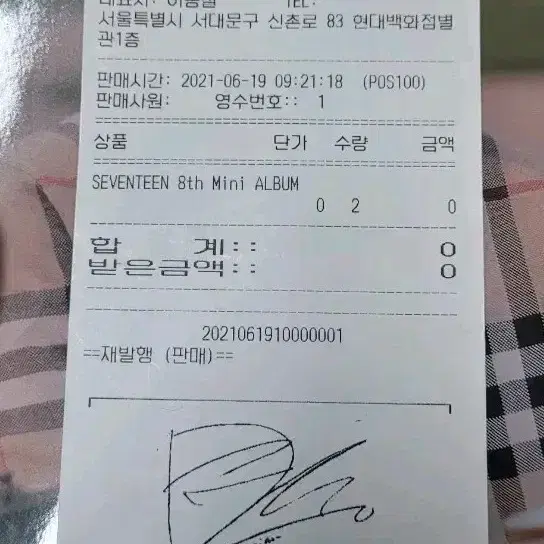 TEL:
서울특별시 서대문구 신촌로 83 현대백화점별
관1층
판매시간: 2021-06-19 09:21:18 (POS100)
판매사원: 영수번호:: 1
상품 단가 수량 금액
SEVENTEEN 8th Mini ALBUM
0 2 0
합 계:: 0
받은금액:: 0
2021061910000001
==재발행 (판매)==